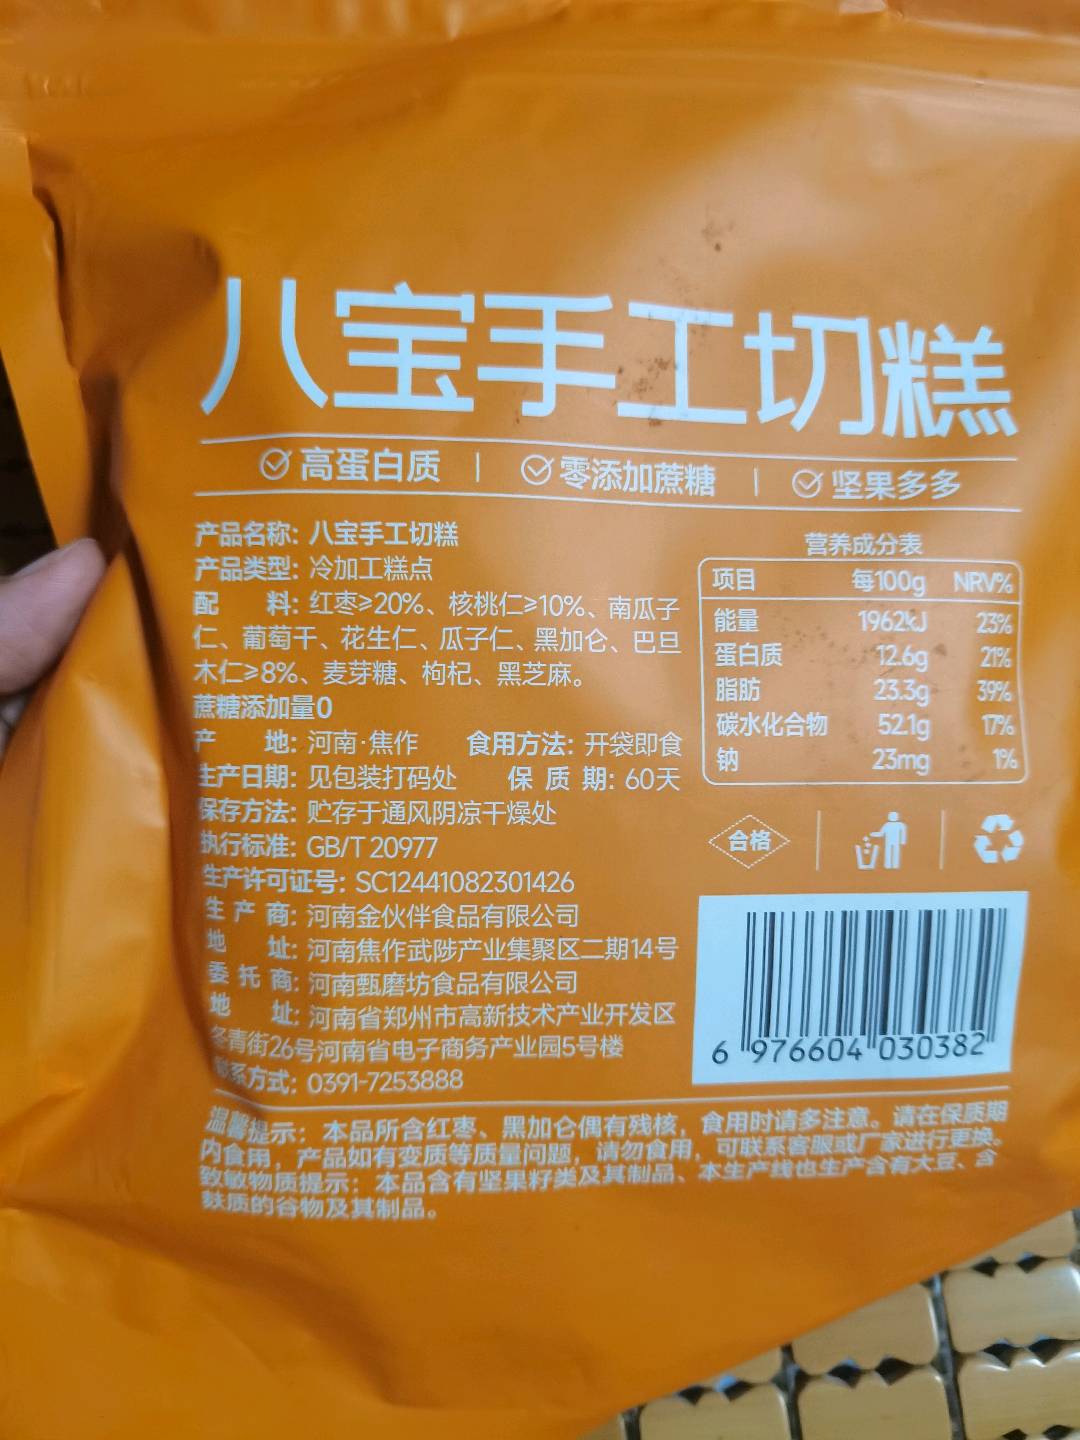 八宝手工切糕
高蛋白质 | 零添加蔗糖 | 坚果多多
产品名称: 八宝手工切糕
产品类型: 冷加工糕点
配 料: 红枣≥20%、核桃仁≥10%、南瓜子
仁、葡萄干、花生仁、瓜子仁、黑加仑、巴旦
木仁≥8%、麦芽糖、枸杞、黑芝麻。
蔗糖添加量0
产 地: 河南·焦作 食用方法: 开袋即食
生产日期: 见包装打码处 保 质 期: 60天
保存方法: 贮存于通风阴凉干燥处
执行标准: GB/T 20977
生产许可证号: SC12441082301426
生 产 商: 河南金伙伴食品有限公司
地 址: 河南焦作武陟产业集聚区二期14号
委 托 商: 河南甄磨坊食品有限公司
地 址: 河南省郑州市高新技术产业开发区
冬青街26号河南省电子商务产业园5号楼
联系方式: 0391-7253888
营养成分表
项目 每100g NRV%
能量 1962kJ 23%
蛋白质 12.6g 21%
脂肪 23.3g 39%
碳水化合物 52.1g 17%
钠 23mg 1%
合格
6 976604 030382
温馨提示: 本品所含红枣、黑加仑偶有残核，食用时请多注意。请在保质期
内食用，产品如有变质等质量问题，请勿食用，可联系客服或厂家进行更换。
致敏物质提示: 本品含有坚果籽类及其制品、本生产线也生产含有大豆、含
麸质的谷物及其制品。